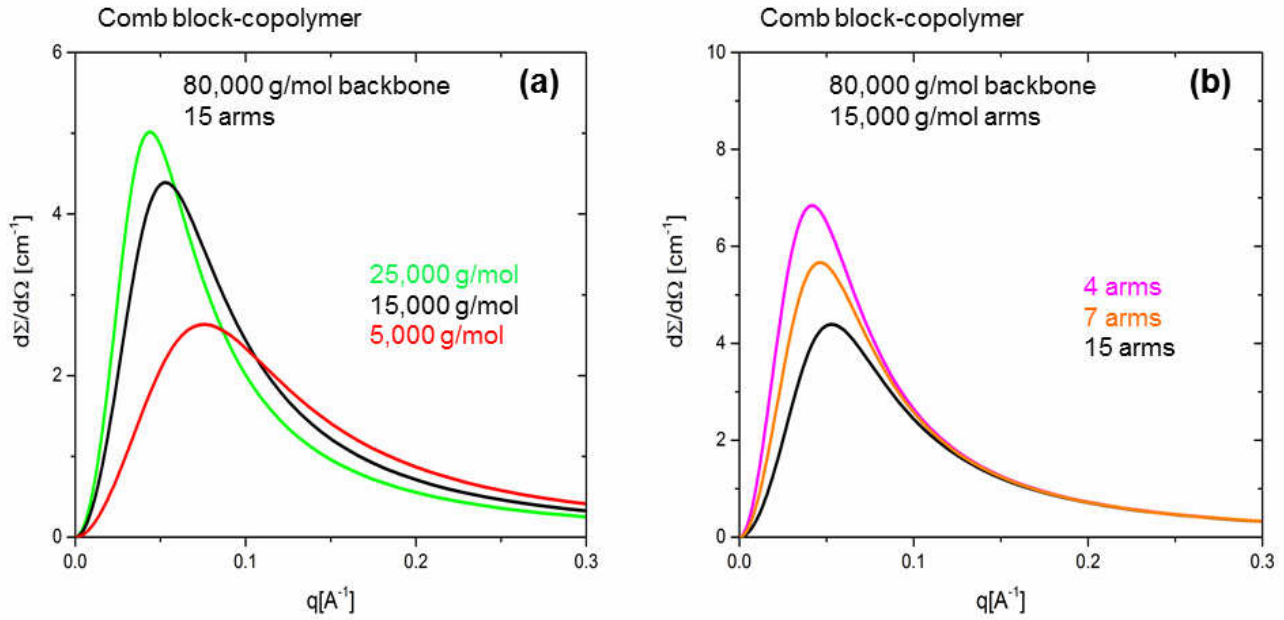 Comb block-copolymer
(a)
80,000 g/mol backbone
15 arms
25,000 g/mol
15,000 g/mol
5,000 g/mol
dΣ/dΩ [cm⁻¹]
6
4
2
0
0.0 0.1 0.2 0.3
q[A⁻¹]
Comb block-copolymer
(b)
80,000 g/mol backbone
15,000 g/mol arms
4 arms
7 arms
15 arms
dΣ/dΩ [cm⁻¹]
10
8
6
4
2
0
0.0 0.1 0.2 0.3
q[A⁻¹]